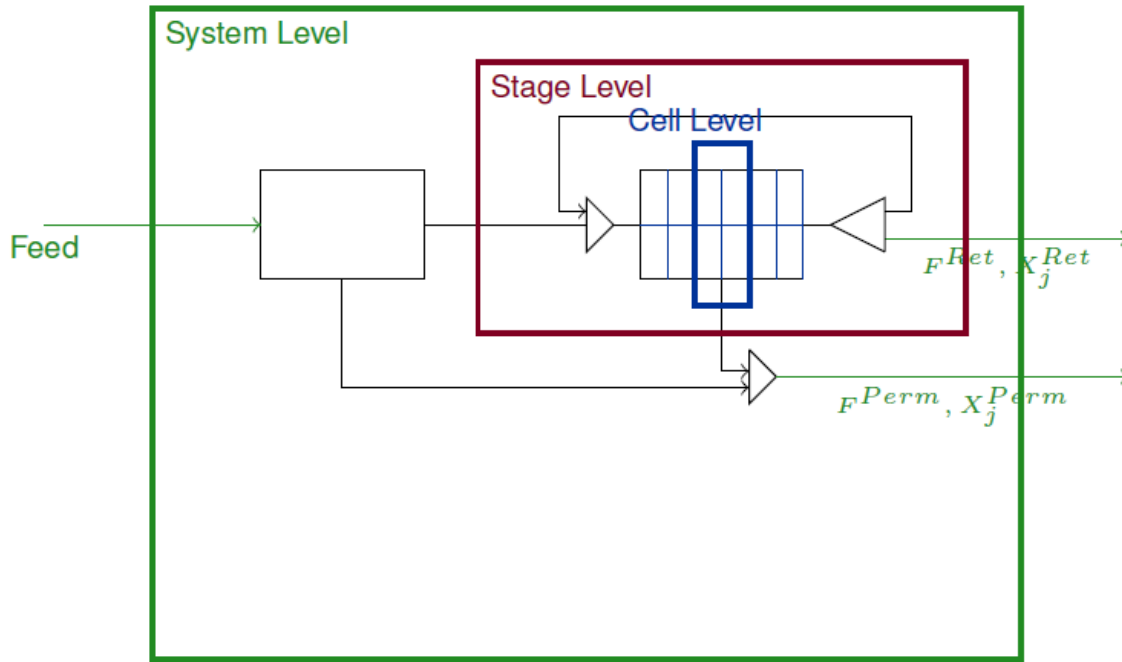 System Level
Stage Level
Cell Level
Feed
F^{Ret}, X_j^{Ret}
F^{Perm}, X_j^{Perm}